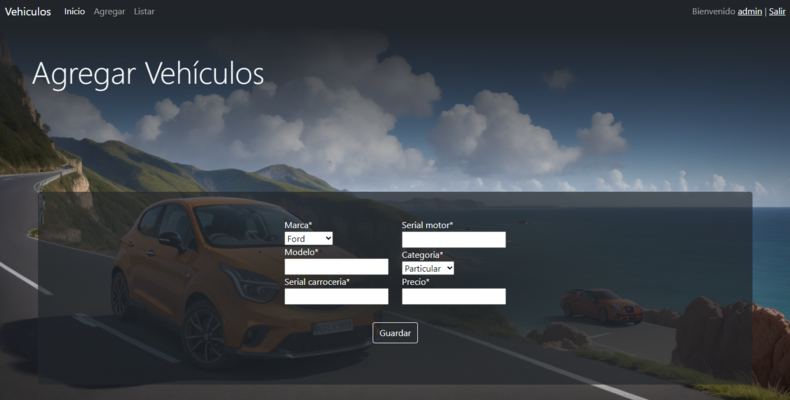 Vehiculos Inicio Agregar Listar Bienvenido admin | Salir
Agregar Vehículos
Marca* Serial motor*
Ford
Modelo* Categoria*
Particular
Serial carroceria* Precio*
Guardar